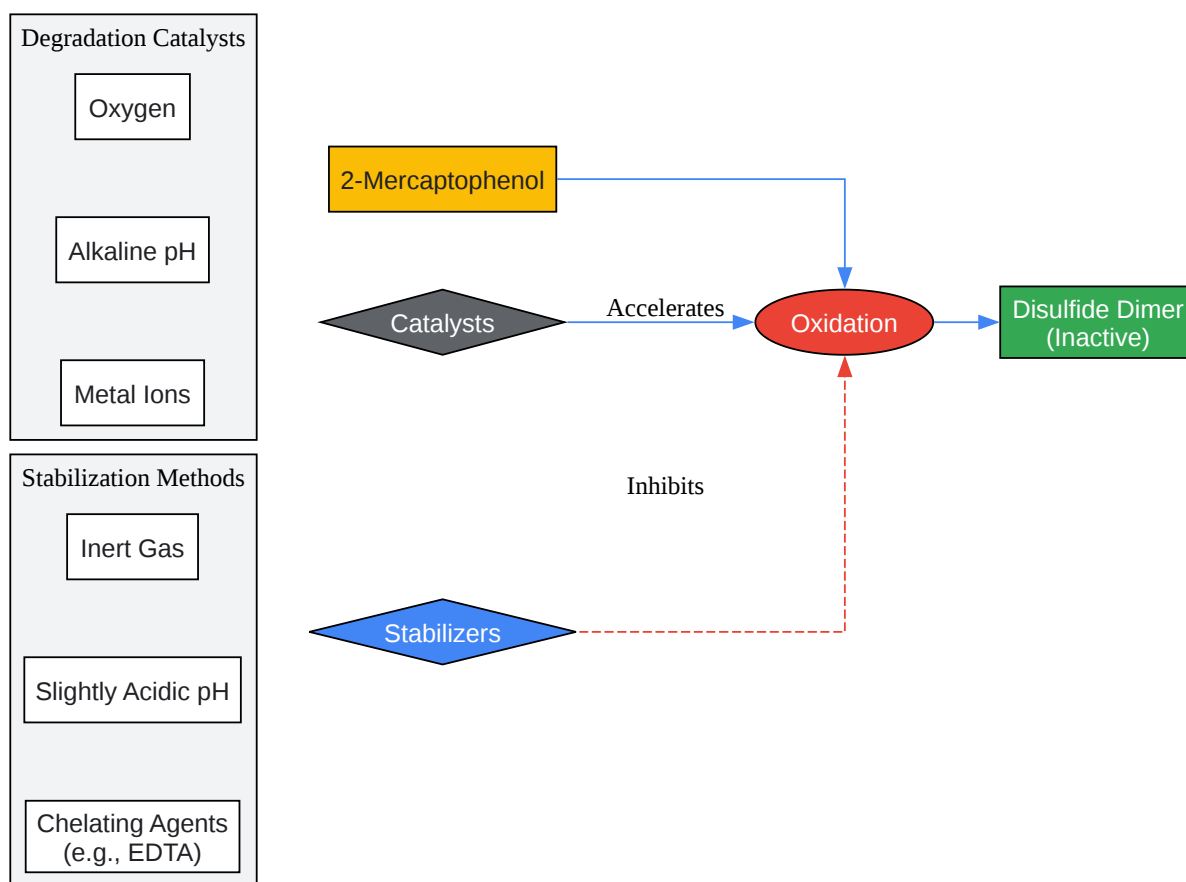 Degradation Catalysts
Oxygen
Alkaline pH
Metal Ions
Stabilization Methods
Inert Gas
Slightly Acidic pH
Chelating Agents
(e.g., EDTA)
2-Mercaptophenol
Catalysts
Accelerates
Oxidation
Disulfide Dimer
(Inactive)
Inhibits
Stabilizers